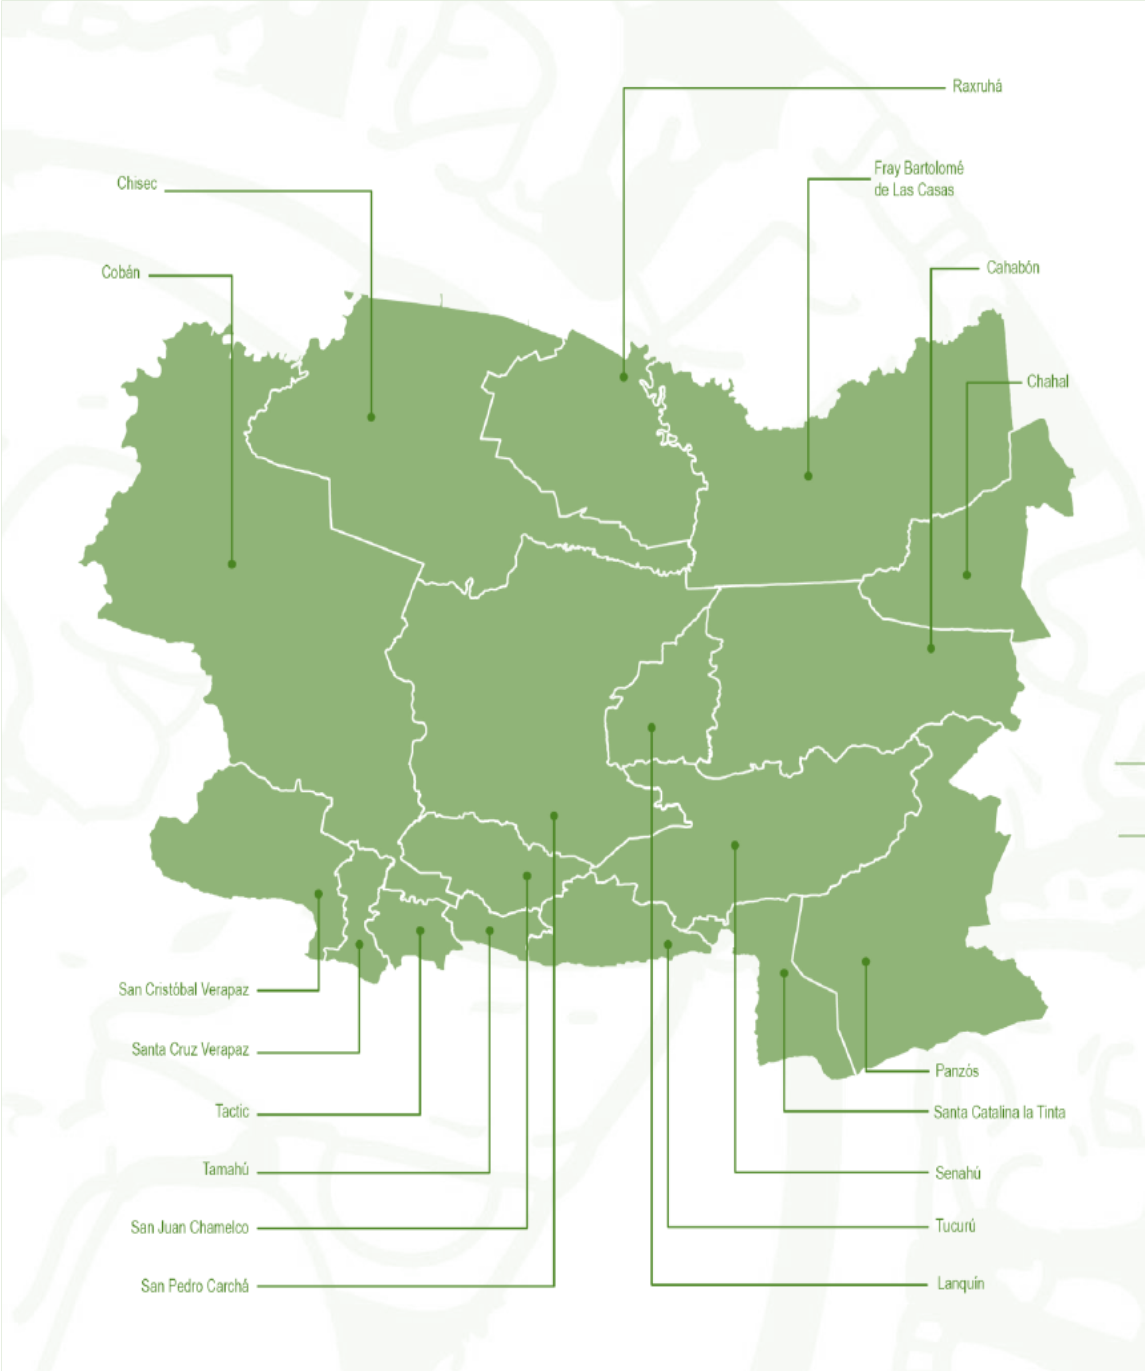 Raxruhá
Fray Bartolomé
de Las Casas
Chisec
Cahabón
Cobán
Chahal
San Cristóbal Verapaz
Santa Cruz Verapaz
Panzós
Tactic
Santa Catalina la Tinta
Tamahú
Senahú
San Juan Chamelco
Tucurú
San Pedro Carchá
Lanquín